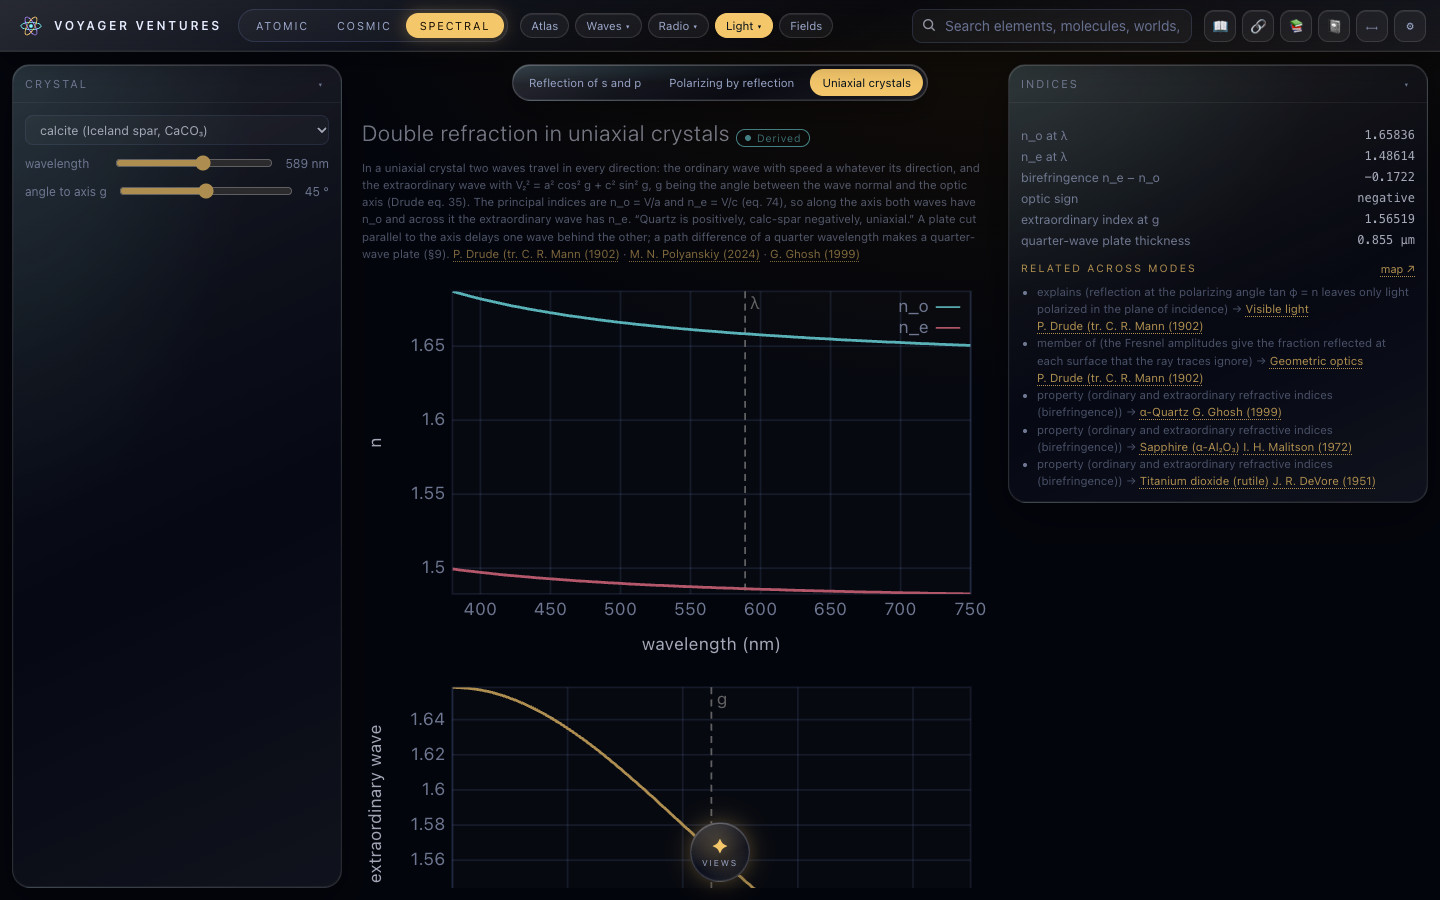 VOYAGER VENTURES
ATOMIC COSMIC SPECTRAL
Atlas Waves ▾ Radio ▾ Light ▾ Fields
Search elements, molecules, worlds,
CRYSTAL
calcite (Iceland spar, CaCO₃)
wavelength 589 nm
angle to axis g 45 °
Reflection of s and p Polarizing by reflection Uniaxial crystals
Double refraction in uniaxial crystals ● Derived
In a uniaxial crystal two waves travel in every direction: the ordinary wave with speed a whatever its direction, and
the extraordinary wave with V₂² = a² cos² g + c² sin² g, g being the angle between the wave normal and the optic
axis (Drude eq. 35). The principal indices are n_o = V/a and n_e = V/c (eq. 74), so along the axis both waves have
n_o and across it the extraordinary wave has n_e. “Quartz is positively, calc-spar negatively, uniaxial.” A plate cut
parallel to the axis delays one wave behind the other; a path difference of a quarter wavelength makes a quarter-
wave plate (§9). P. Drude (tr. C. R. Mann (1902) · M. N. Polyanskiy (2024) · G. Ghosh (1999)
λ
n_o
n_e
1.65
1.6
1.55
1.5
n
400 450 500 550 600 650 700 750
wavelength (nm)
g
1.64
1.62
1.6
1.58
1.56
extraordinary wave
VIEWS
INDICES
n_o at λ 1.65836
n_e at λ 1.48614
birefringence n_e − n_o −0.1722
optic sign negative
extraordinary index at g 1.56519
quarter-wave plate thickness 0.855 µm
RELATED ACROSS MODES map ↗
explains (reflection at the polarizing angle tan φ = n leaves only light
polarized in the plane of incidence) → Visible light
P. Drude (tr. C. R. Mann (1902)
member of (the Fresnel amplitudes give the fraction reflected at
each surface that the ray traces ignore) → Geometric optics
P. Drude (tr. C. R. Mann (1902)
property (ordinary and extraordinary refractive indices
(birefringence)) → α-Quartz G. Ghosh (1999)
property (ordinary and extraordinary refractive indices
(birefringence)) → Sapphire (α-Al₂O₃) I. H. Malitson (1972)
property (ordinary and extraordinary refractive indices
(birefringence)) → Titanium dioxide (rutile) J. R. DeVore (1951)